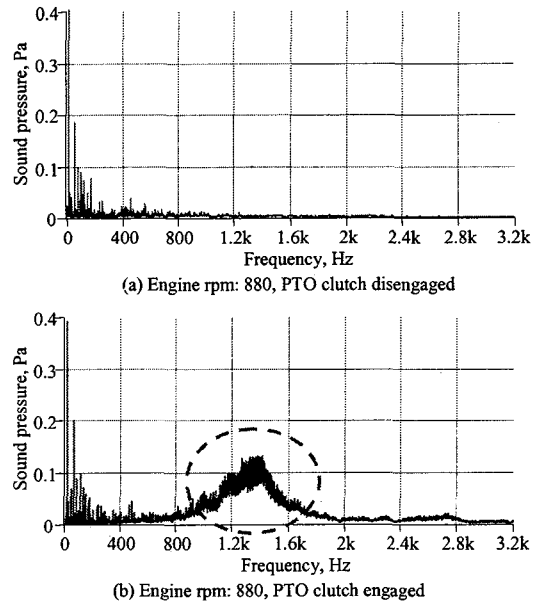 0.4
0.3
0.2
0.1
0
Sound pressure, Pa
0 400 800 1.2k 1.6k 2k 2.4k 2.8k 3.2k
Frequency, Hz
(a) Engine rpm: 880, PTO clutch disengaged
0.4
0.3
0.2
0.1
0
Sound pressure, Pa
0 400 800 1.2k 1.6k 2k 2.4k 2.8k 3.2k
Frequency, Hz
(b) Engine rpm: 880, PTO clutch engaged